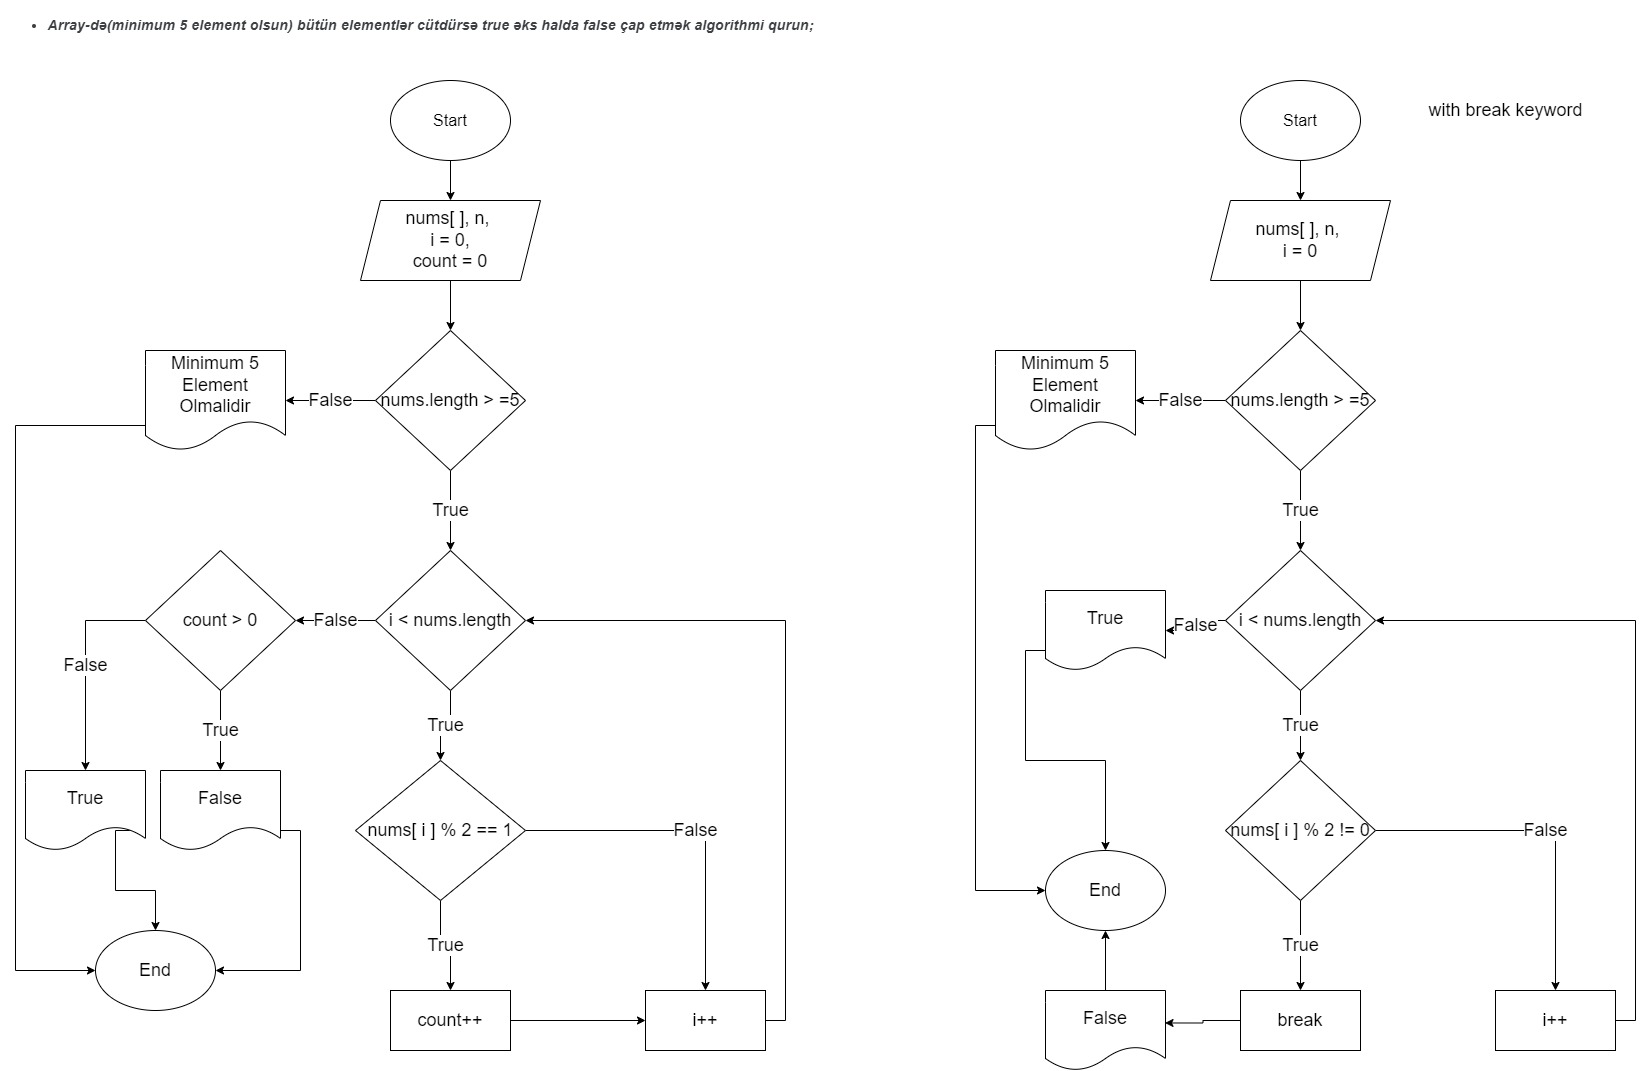 Array-də(minimum 5 element olsun) bütün elementlər cütdürsə true əks halda false çap etmək algorithmi qurun;
Start
nums[ ], n,
i = 0,
count = 0
Minimum 5
Element
Olmalidir
False
nums.length > =5
True
count > 0
False
i < nums.length
False
True
True
True
False
nums[ i ] % 2 == 1
False
True
End
count++
i++
with break keyword
Start
nums[ ], n,
i = 0
Minimum 5
Element
Olmalidir
False
nums.length > =5
True
True
False
i < nums.length
True
nums[ i ] % 2 != 0
False
End
True
False
break
i++